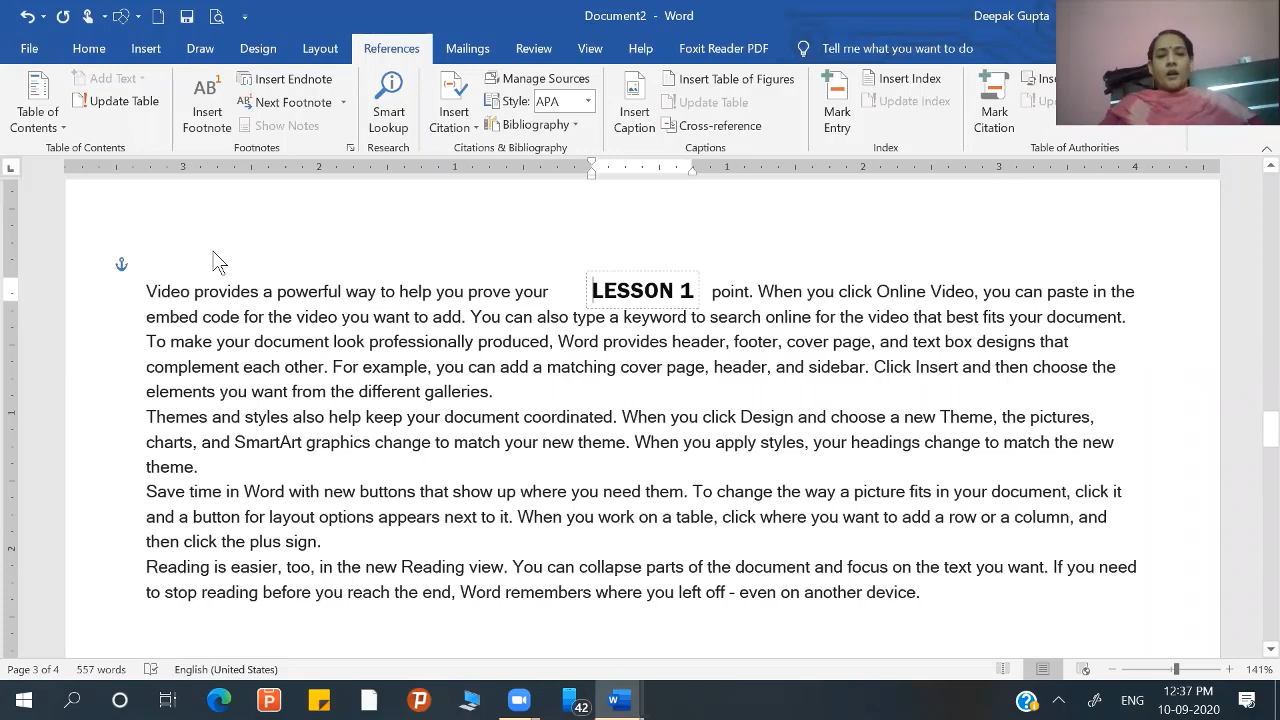 Document2 - Word
Deepak Gupta
File Home Insert Draw Design Layout References Mailings Review View Help Foxit Reader PDF Tell me what you want to do
Table of Contents
Add Text
Update Table
Table of Contents
AB1 Insert Footnote
Insert Endnote
AB1 Next Footnote
Show Notes
Footnotes
Smart Lookup
Research
Insert Citation
Manage Sources
Style: APA
Bibliography
Citations & Bibliography
Insert Caption
Insert Table of Figures
Update Table
Cross-reference
Captions
Mark Entry
Insert Index
Update Index
Index
Mark Citation
Table of Authorities
3 2 1 1 2 3 4
Video provides a powerful way to help you prove your LESSON 1 point. When you click Online Video, you can paste in the
embed code for the video you want to add. You can also type a keyword to search online for the video that best fits your document.
To make your document look professionally produced, Word provides header, footer, cover page, and text box designs that
complement each other. For example, you can add a matching cover page, header, and sidebar. Click Insert and then choose the
elements you want from the different galleries.
Themes and styles also help keep your document coordinated. When you click Design and choose a new Theme, the pictures,
charts, and SmartArt graphics change to match your new theme. When you apply styles, your headings change to match the new
theme.
Save time in Word with new buttons that show up where you need them. To change the way a picture fits in your document, click it
and a button for layout options appears next to it. When you work on a table, click where you want to add a row or a column, and
then click the plus sign.
Reading is easier, too, in the new Reading view. You can collapse parts of the document and focus on the text you want. If you need
to stop reading before you reach the end, Word remembers where you left off - even on another device.
1
2
Page 3 of 4 557 words English (United States) 141%
42
ENG
12:37 PM
10-09-2020